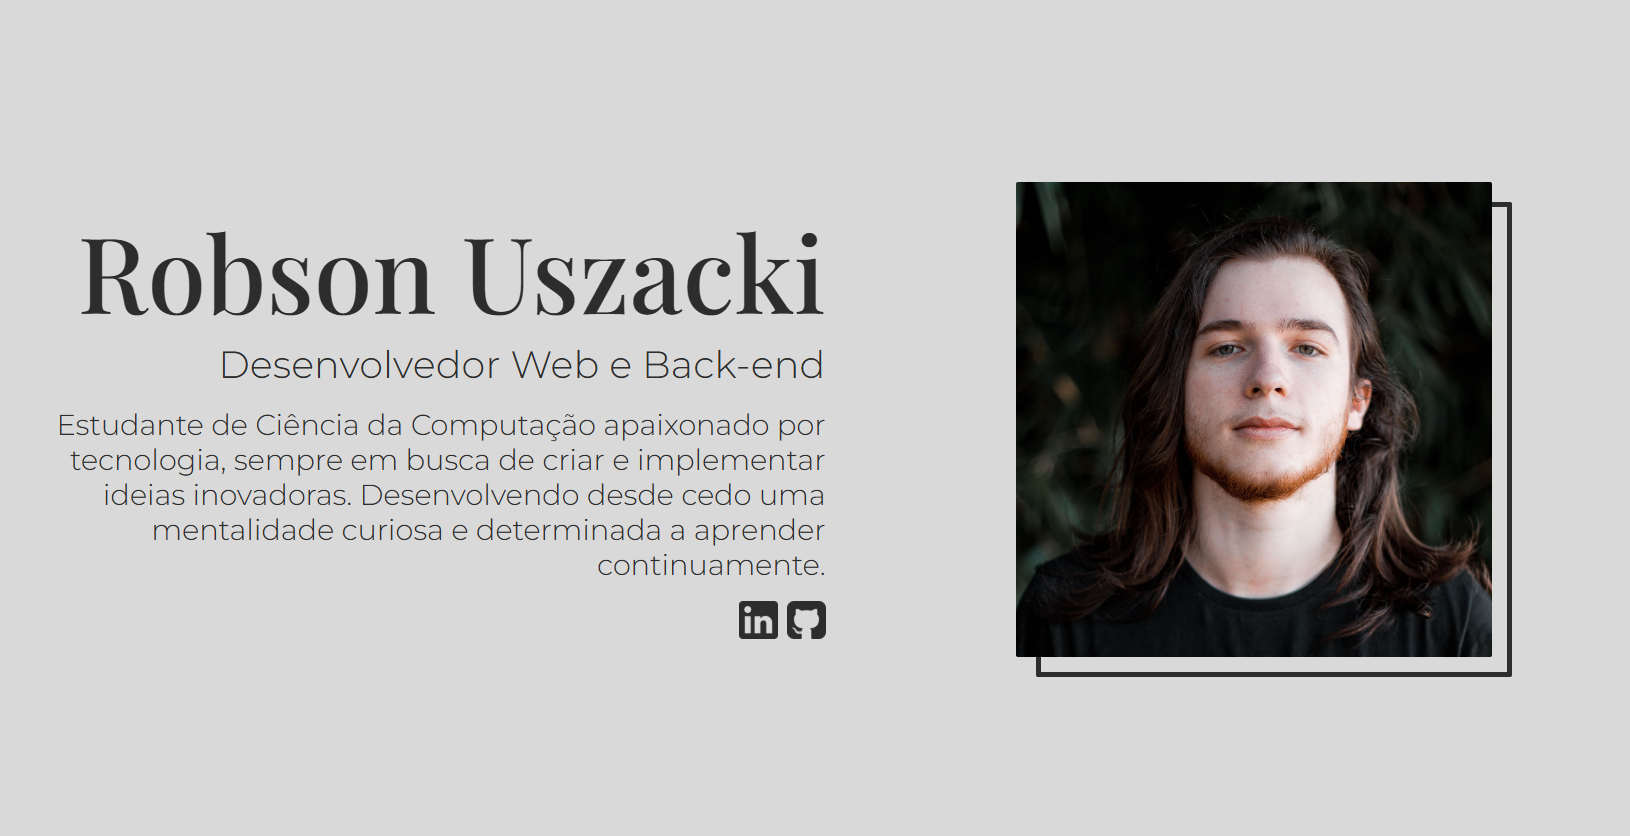 Robson Uszacki
Desenvolvedor Web e Back-end
Estudante de Ciência da Computação apaixonado por
tecnologia, sempre em busca de criar e implementar
ideias inovadoras. Desenvolvendo desde cedo uma
mentalidade curiosa e determinada a aprender
continuamente.
in